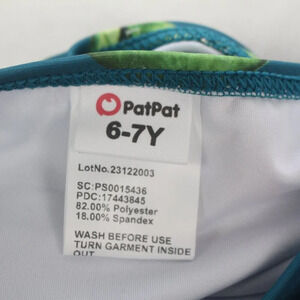 PatPat
6-7Y
LotNo.23122003
SC:PS0015436
PDC:17443845
82.00% Polyester
18.00% Spandex
WASH BEFORE USE
TURN GARMENT INSIDE
OUT